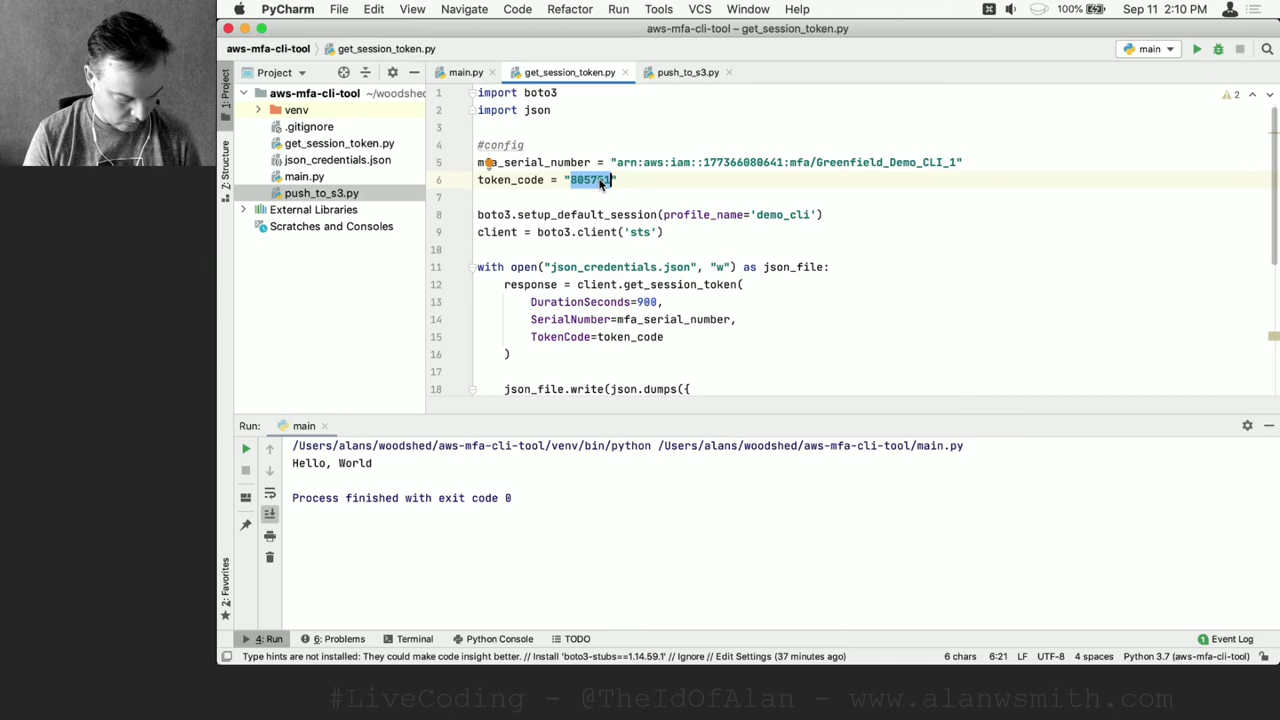 PyCharm File Edit View Navigate Code Refactor Run Tools VCS Window Help 100% Sep 11 2:10 PM
aws-mfa-cli-tool – get_session_token.py
aws-mfa-cli-tool get_session_token.py main
Project main.py get_session_token.py push_to_s3.py
1: Project
Z: Structure
2: Favorites
aws-mfa-cli-tool ~/woodshed
venv
.gitignore
get_session_token.py
json_credentials.json
main.py
push_to_s3.py
External Libraries
Scratches and Consoles
2
1 import boto3
2 import json
3
4 #config
5 mfa_serial_number = "arn:aws:iam::177366080641:mfa/Greenfield_Demo_CLI_1"
6 token_code = "805751"
7
8 boto3.setup_default_session(profile_name='demo_cli')
9 client = boto3.client('sts')
10
11 with open("json_credentials.json", "w") as json_file:
12 response = client.get_session_token(
13 DurationSeconds=900,
14 SerialNumber=mfa_serial_number,
15 TokenCode=token_code
16 )
17
18 json_file.write(json.dumps({
Run: main
/Users/alans/woodshed/aws-mfa-cli-tool/venv/bin/python /Users/alans/woodshed/aws-mfa-cli-tool/main.py
Hello, World
Process finished with exit code 0
4: Run 6: Problems Terminal Python Console TODO 1 Event Log
Type hints are not installed: They could make code insight better. // Install 'boto3-stubs==1.14.59.1' // Ignore // Edit Settings (37 minutes ago) 6 chars 6:21 LF UTF-8 4 spaces Python 3.7 (aws-mfa-cli-tool)
#LiveCoding - @TheIdOfAlan - www.alanwsmith.com